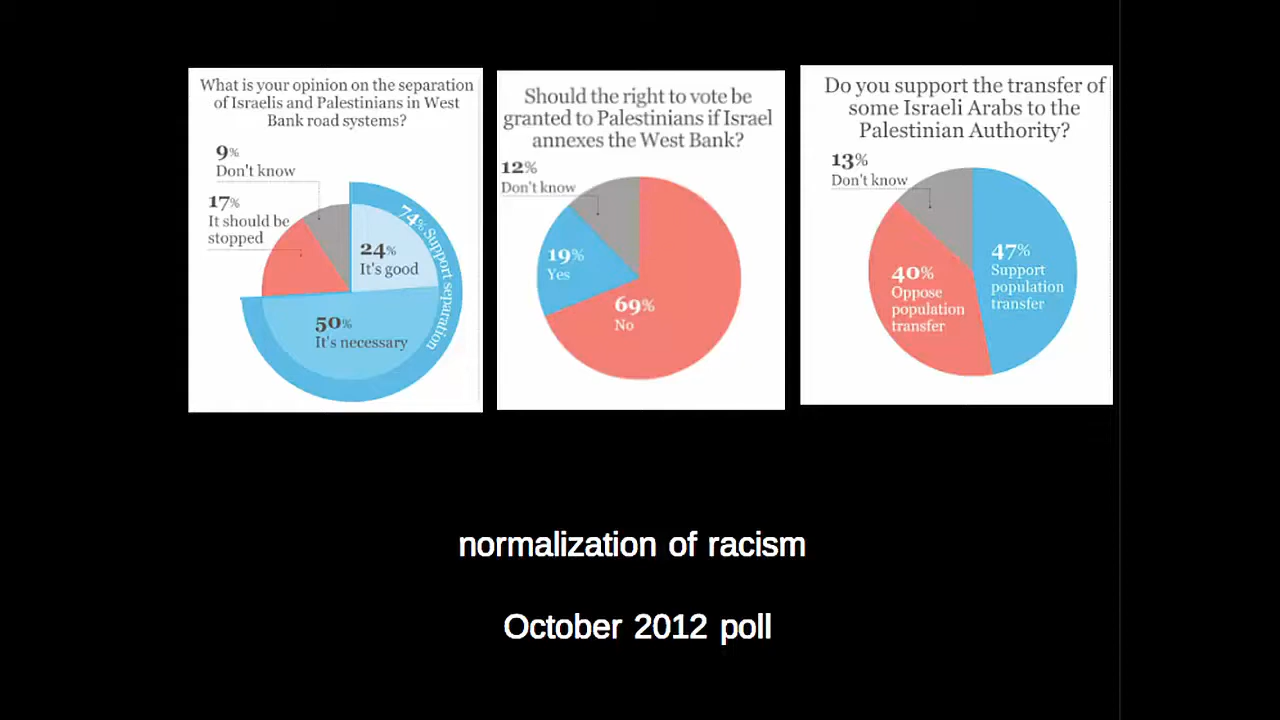 What is your opinion on the separation
of Israelis and Palestinians in West
Bank road systems?
9%
Don't know
17%
It should be
stopped
24%
It's good
50%
It's necessary
74% Support separation
Should the right to vote be
granted to Palestinians if Israel
annexes the West Bank?
12%
Don't know
19%
Yes
69%
No
Do you support the transfer of
some Israeli Arabs to the
Palestinian Authority?
13%
Don't know
40%
Oppose
population
transfer
47%
Support
population
transfer
normalization of racism
October 2012 poll